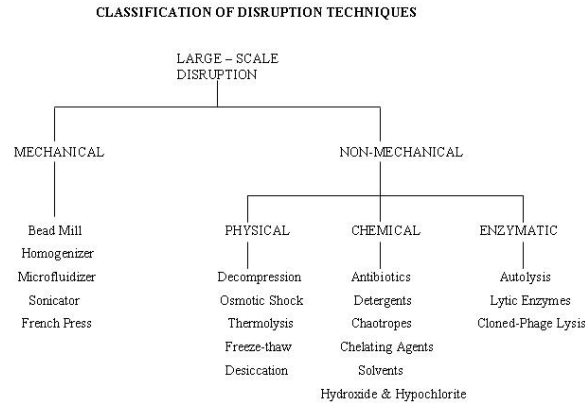 CLASSIFICATION OF DISRUPTION TECHNIQUES
LARGE – SCALE
DISRUPTION
MECHANICAL
NON-MECHANICAL
Bead Mill
Homogenizer
Microfluidizer
Sonicator
French Press
PHYSICAL
Decompression
Osmotic Shock
Thermolysis
Freeze-thaw
Desiccation
CHEMICAL
Antibiotics
Detergents
Chaotropes
Chelating Agents
Solvents
Hydroxide & Hypochlorite
ENZYMATIC
Autolysis
Lytic Enzymes
Cloned-Phage Lysis